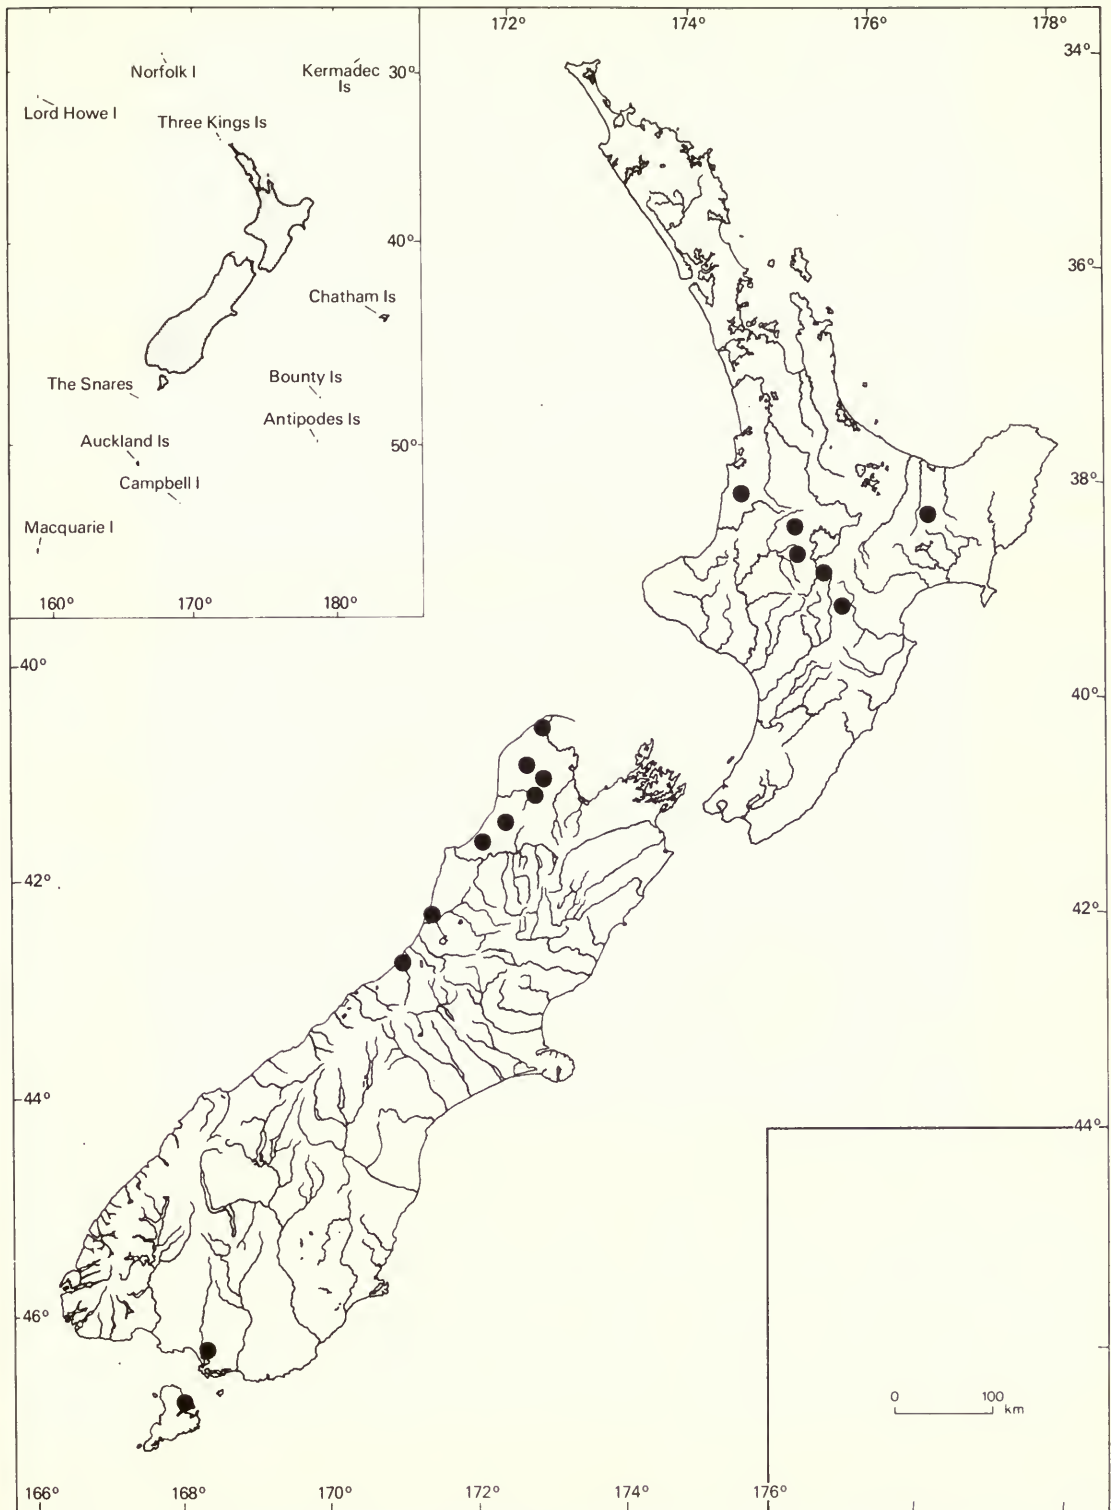 172°
174°
176°
178°
34°
Norfolk I
Kermadec
Is
30°
Lord Howe I
Three Kings Is
40°
36°
Chatham Is
The Snares
Bounty Is
Antipodes Is
Auckland Is
50°
Campbell I
38°
Macquarie I
160°
170°
180°
40°
40°
42°
42°
44°
44°
46°
0
100
km
166°
168°
170°
172°
174°
176°